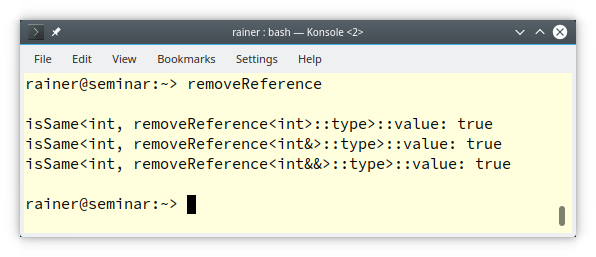 rainer : bash — Konsole <2>
File Edit View Bookmarks Settings Help
rainer@seminar:~> removeReference
isSame<int, removeReference<int>::type>::value: true
isSame<int, removeReference<int&>::type>::value: true
isSame<int, removeReference<int&&>::type>::value: true
rainer@seminar:~>